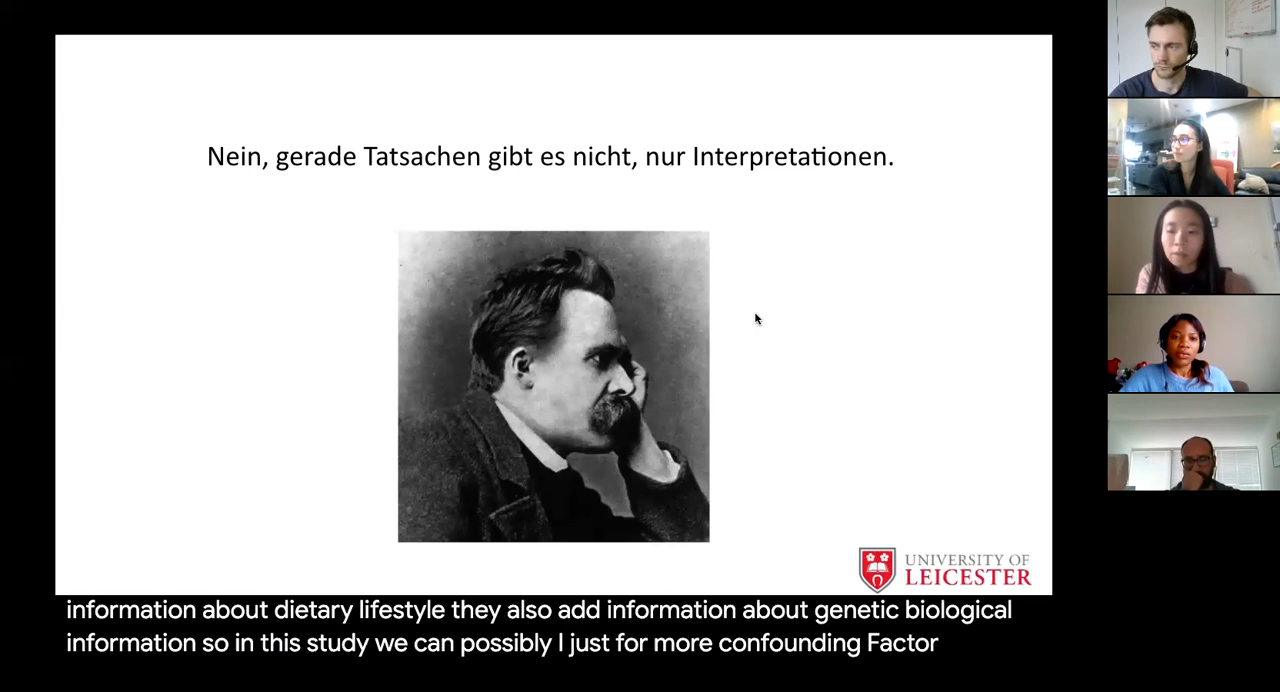 Nein, gerade Tatsachen gibt es nicht, nur Interpretationen.
UNIVERSITY OF
LEICESTER
information about dietary lifestyle they also add information about genetic biological
information so in this study we can possibly I just for more confounding Factor